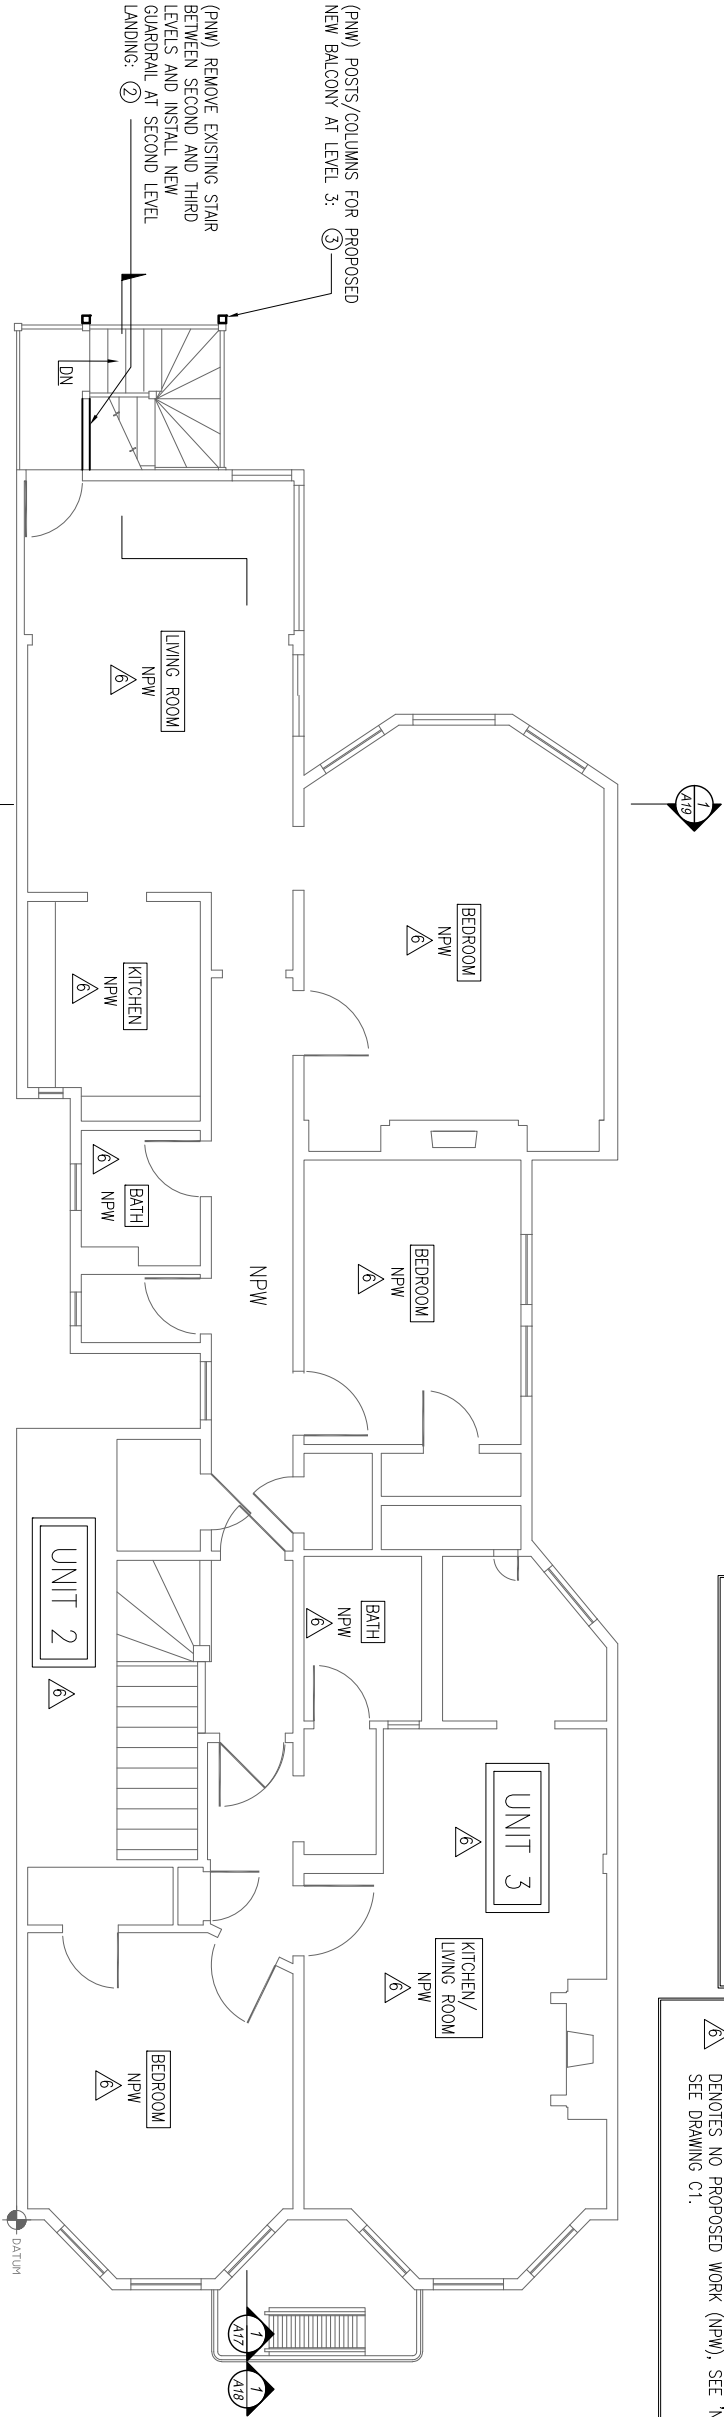 (PNW) POSTS/COLUMNS FOR PROPOSED
NEW BALCONY AT LEVEL 3: 3
(PNW) REMOVE EXISTING STAIR
BETWEEN SECOND AND THIRD
LEVELS AND INSTALL NEW
GUARDRAIL AT SECOND LEVEL
LANDING: 2
DN
LIVING ROOM
NPW
6
1
A19
BEDROOM
NPW
6
KITCHEN
NPW
6
BATH
NPW
6
NPW
BEDROOM
NPW
6
UNIT 2
6
BATH
NPW
6
UNIT 3
6
KITCHEN/
LIVING ROOM
NPW
6
BEDROOM
NPW
6
6 DENOTES NO PROPOSED WORK (NPW), SEE
SEE DRAWING C1.
DATUM
1
A17
1
A18